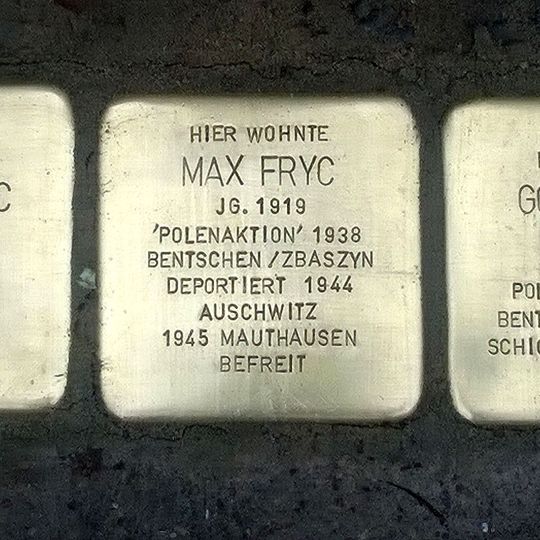 HIER WOHNTE
MAX FRYC
JG. 1919
'POLENAKTION' 1938
BENTSCHEN/ZBASZYN
DEPORTIERT 1944
AUSCHWITZ
1945 MAUTHAUSEN
BEFREIT